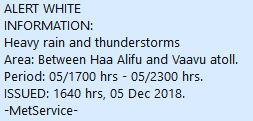 ALERT WHITE
INFORMATION:
Heavy rain and thunderstorms
Area: Between Haa Alifu and Vaavu atoll.
Period: 05/1700 hrs - 05/2300 hrs.
ISSUED: 1640 hrs, 05 Dec 2018.
-MetService-